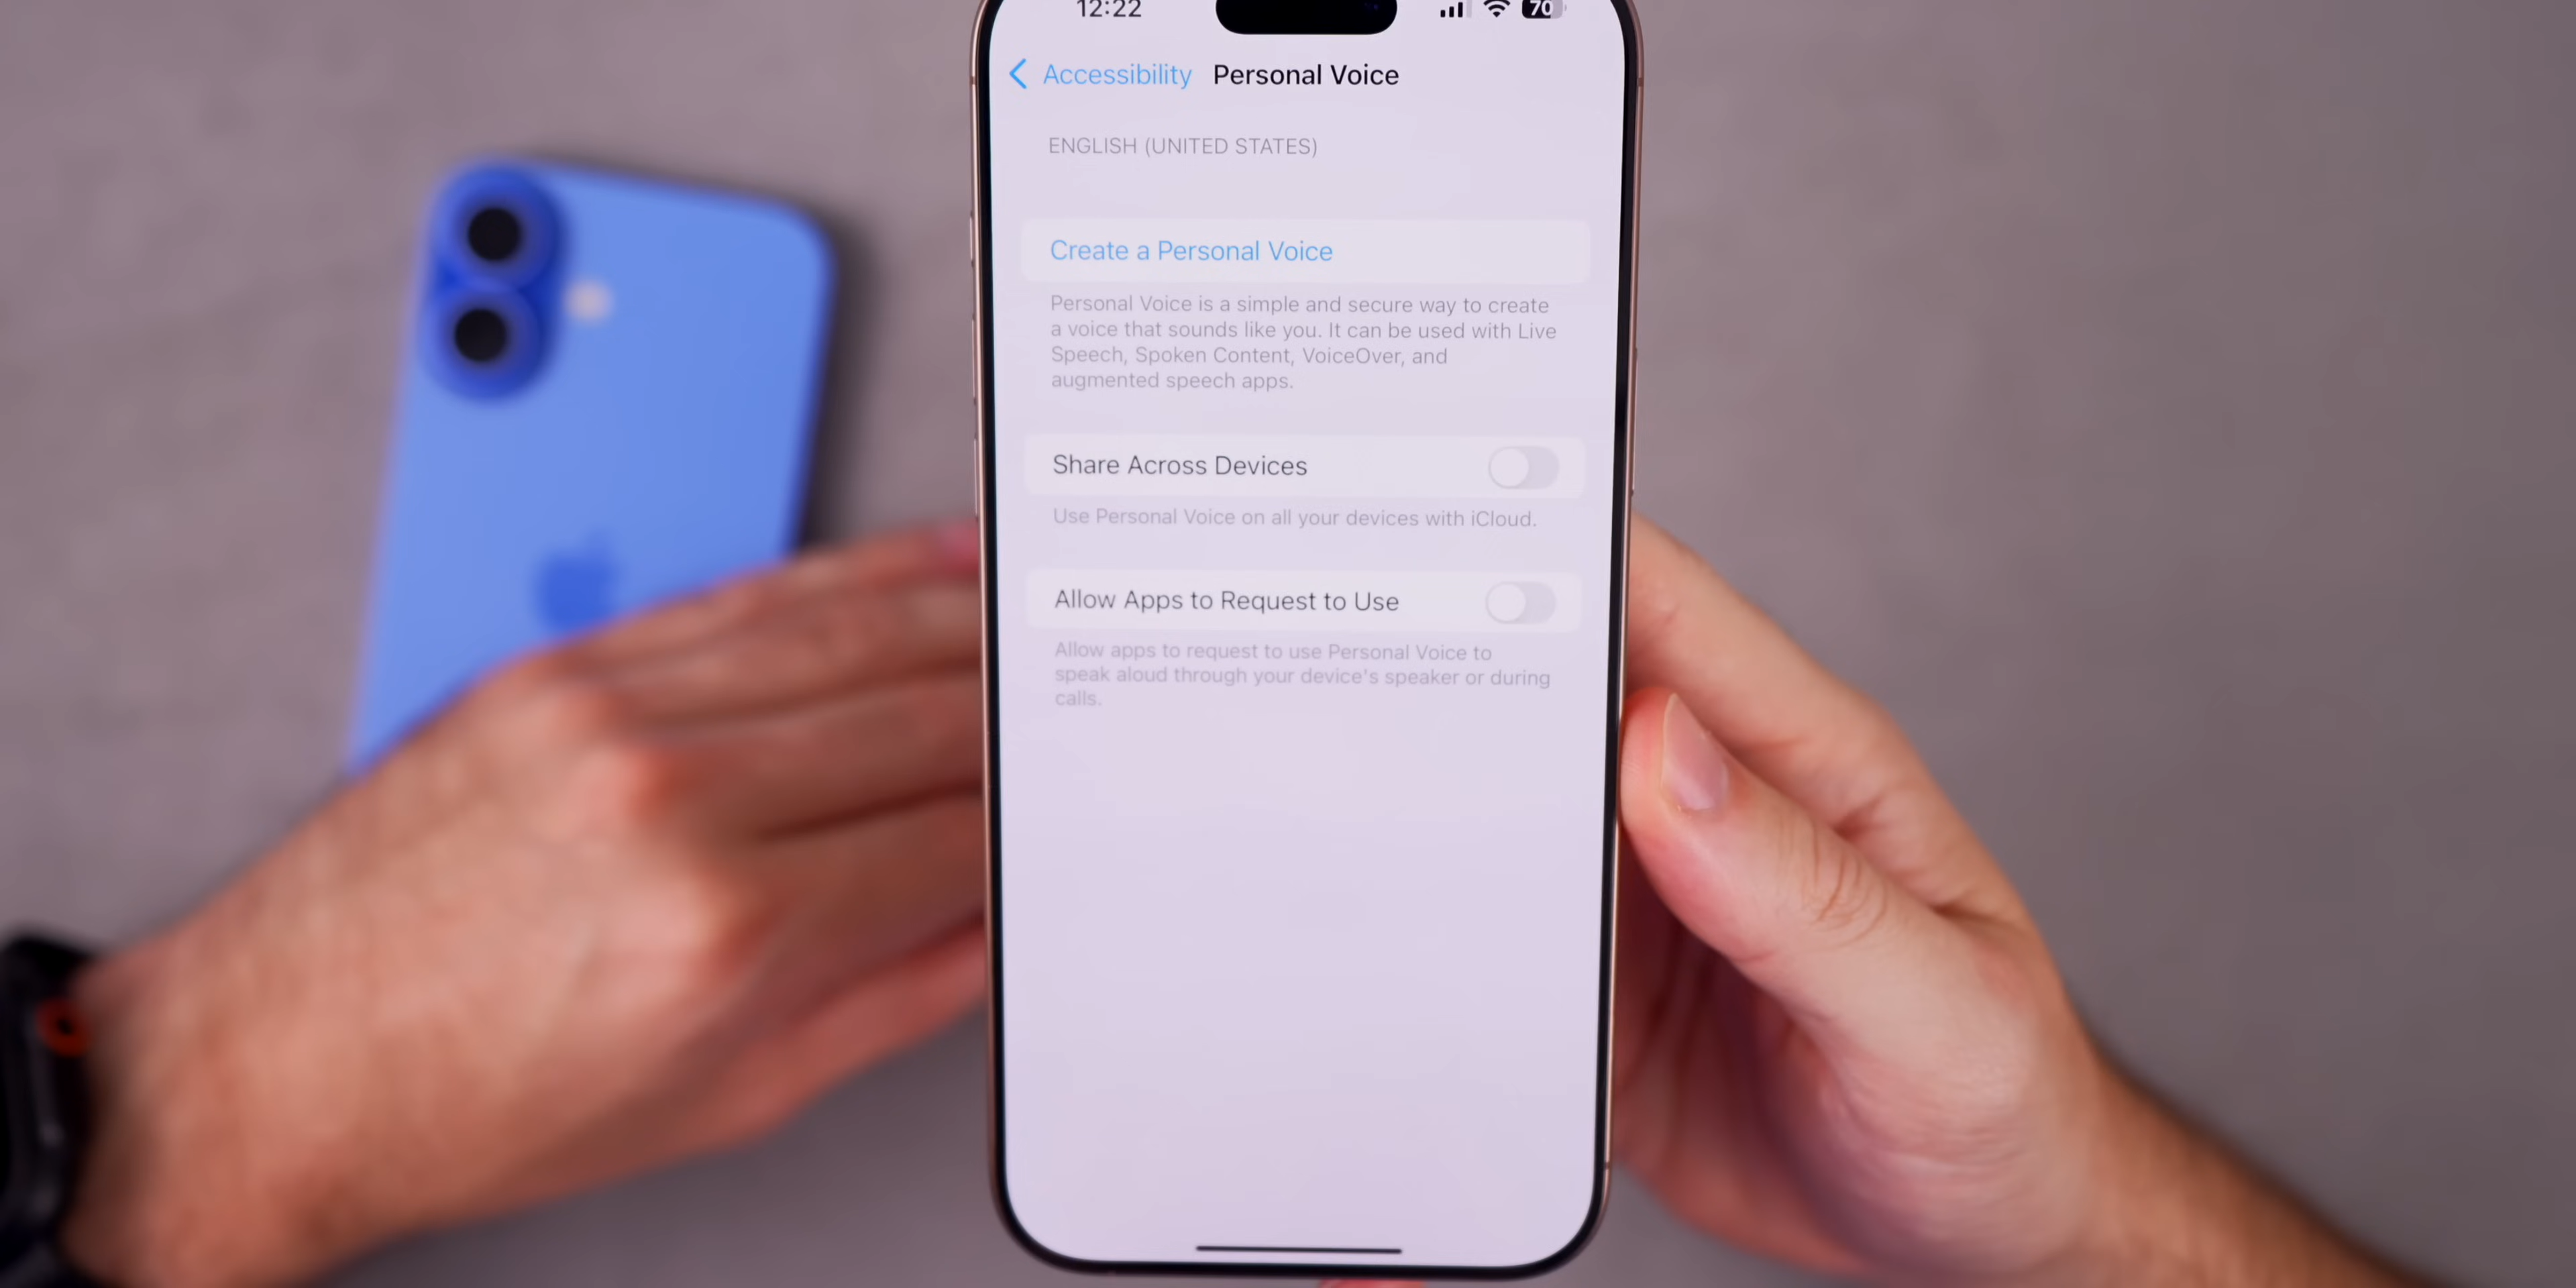 12:22
70
Accessibility Personal Voice
ENGLISH (UNITED STATES)
Create a Personal Voice
Personal Voice is a simple and secure way to create
a voice that sounds like you. It can be used with Live
Speech, Spoken Content, VoiceOver, and
augmented speech apps.
Share Across Devices
Use Personal Voice on all your devices with iCloud.
Allow Apps to Request to Use
Allow apps to request to use Personal Voice to
speak aloud through your device's speaker or during
calls.